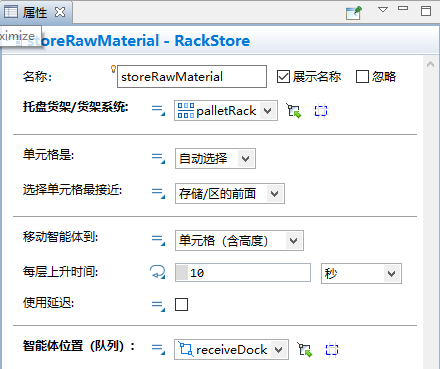 属性
ximize
storeRawMaterial - RackStore
名称: storeRawMaterial 展示名称 忽略
托盘货架/货架系统: palletRack
单元格是: 自动选择
选择单元格最接近: 存储/区的前面
移动智能体到: 单元格（含高度）
每层上升时间: 10 秒
使用延迟:
智能体位置（队列）: receiveDock